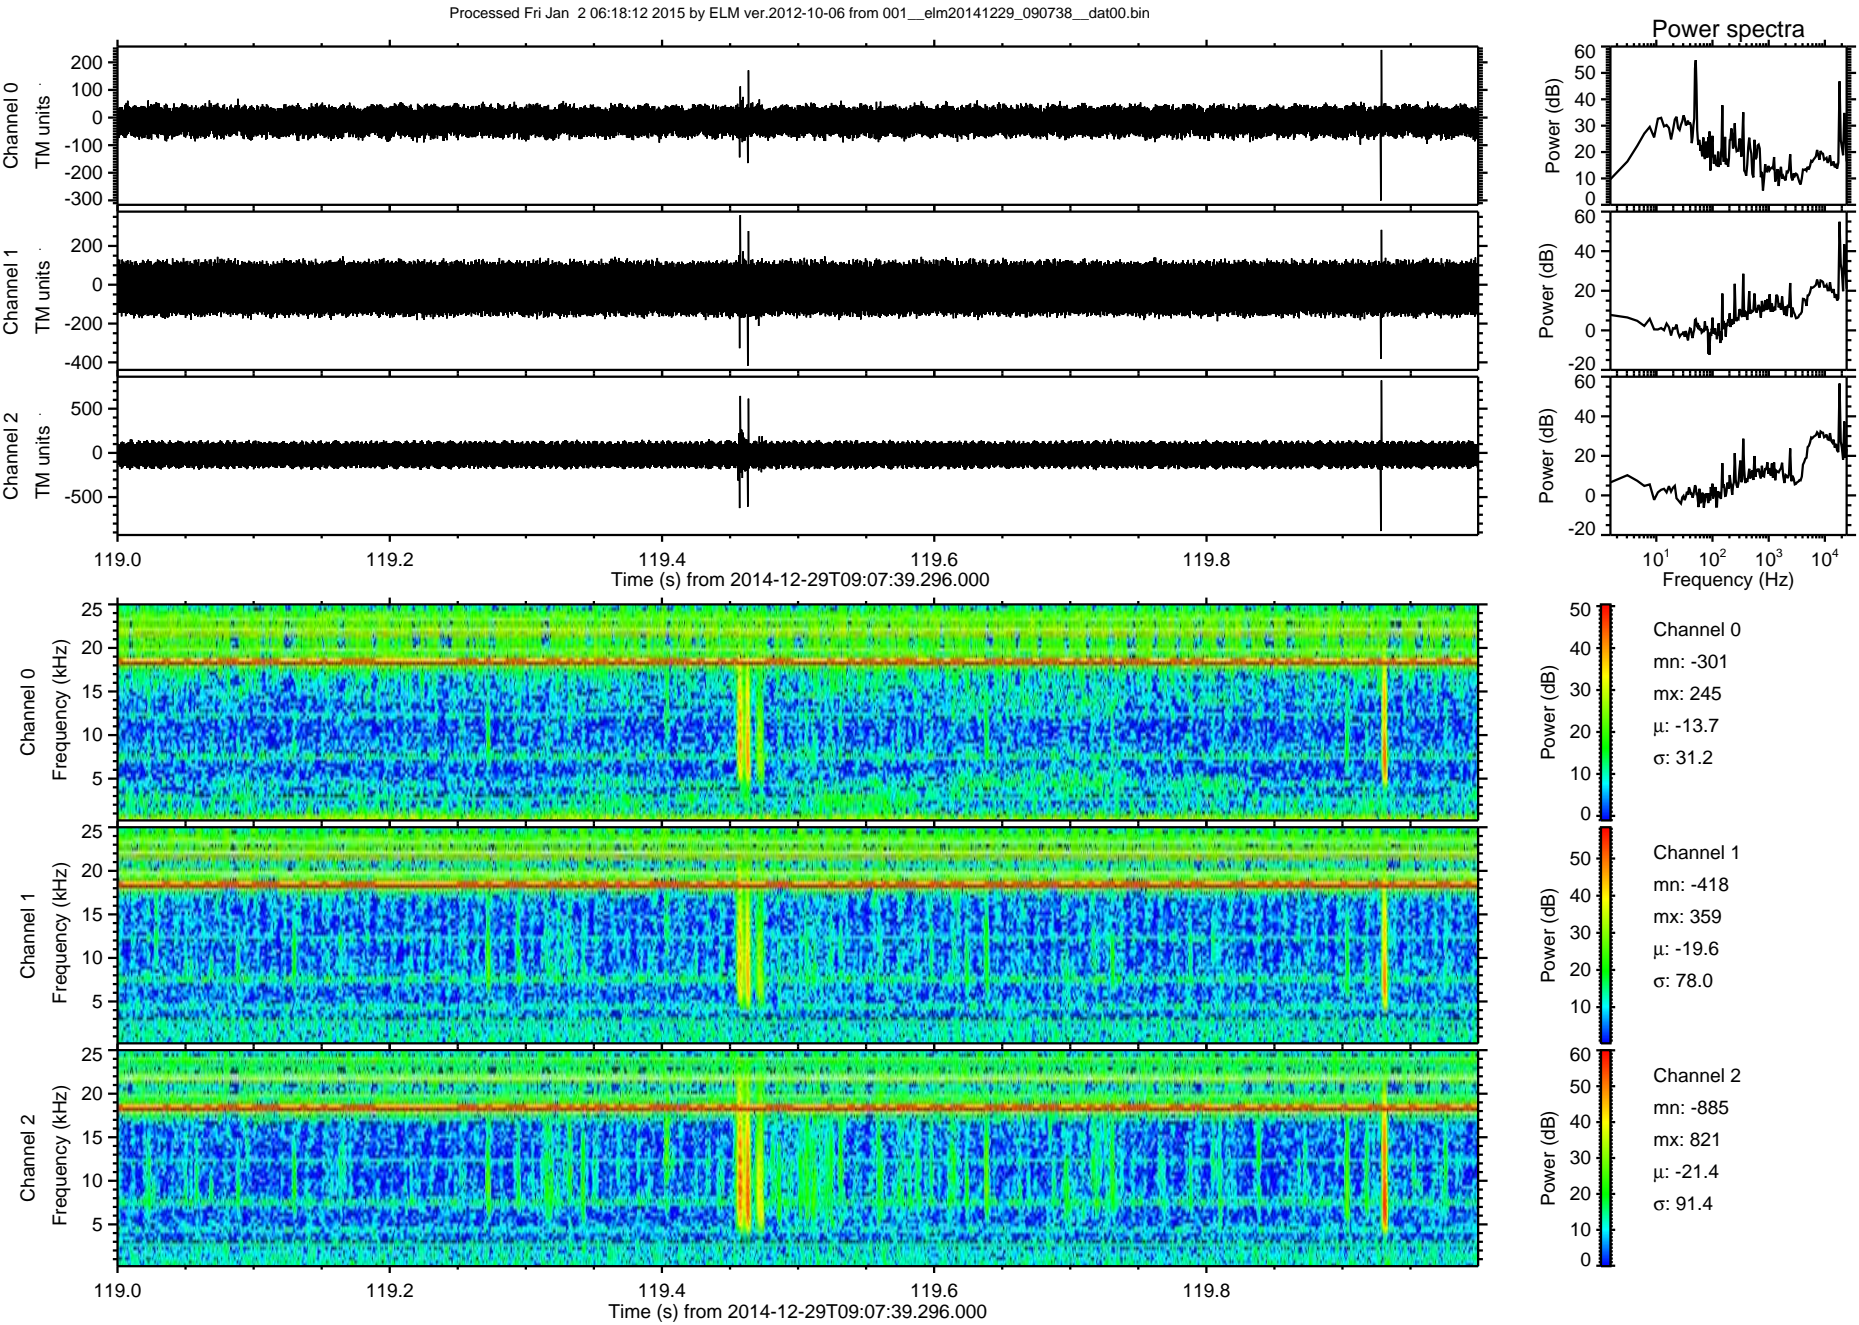 Processed Fri Jan  2 06:18:12 2015 by ELM ver.2012-10-06 from 001__elm20141229_090738__dat00.bin
Power spectra
Channel 0
TM units
200
100
0
-100
-200
-300
Power (dB)
60
50
40
30
20
10
0
Channel 1
TM units
200
0
-200
-400
Power (dB)
60
40
20
0
-20
Channel 2
TM units
500
0
-500
Power (dB)
60
40
20
0
-20
119.0
119.2
119.4
119.6
119.8
Time (s) from 2014-12-29T09:07:39.296.000
10¹
10²
10³
10⁴
Frequency (Hz)
Channel 0
Frequency (kHz)
25
20
15
10
5
Power (dB)
50
40
30
20
10
0
Channel 0
mn: -301
mx: 245
μ: -13.7
σ: 31.2
Channel 1
Frequency (kHz)
25
20
15
10
5
Power (dB)
50
40
30
20
10
Channel 1
mn: -418
mx: 359
μ: -19.6
σ: 78.0
Channel 2
Frequency (kHz)
25
20
15
10
5
Power (dB)
60
50
40
30
20
10
0
Channel 2
mn: -885
mx: 821
μ: -21.4
σ: 91.4
119.0
119.2
119.4
119.6
119.8
Time (s) from 2014-12-29T09:07:39.296.000